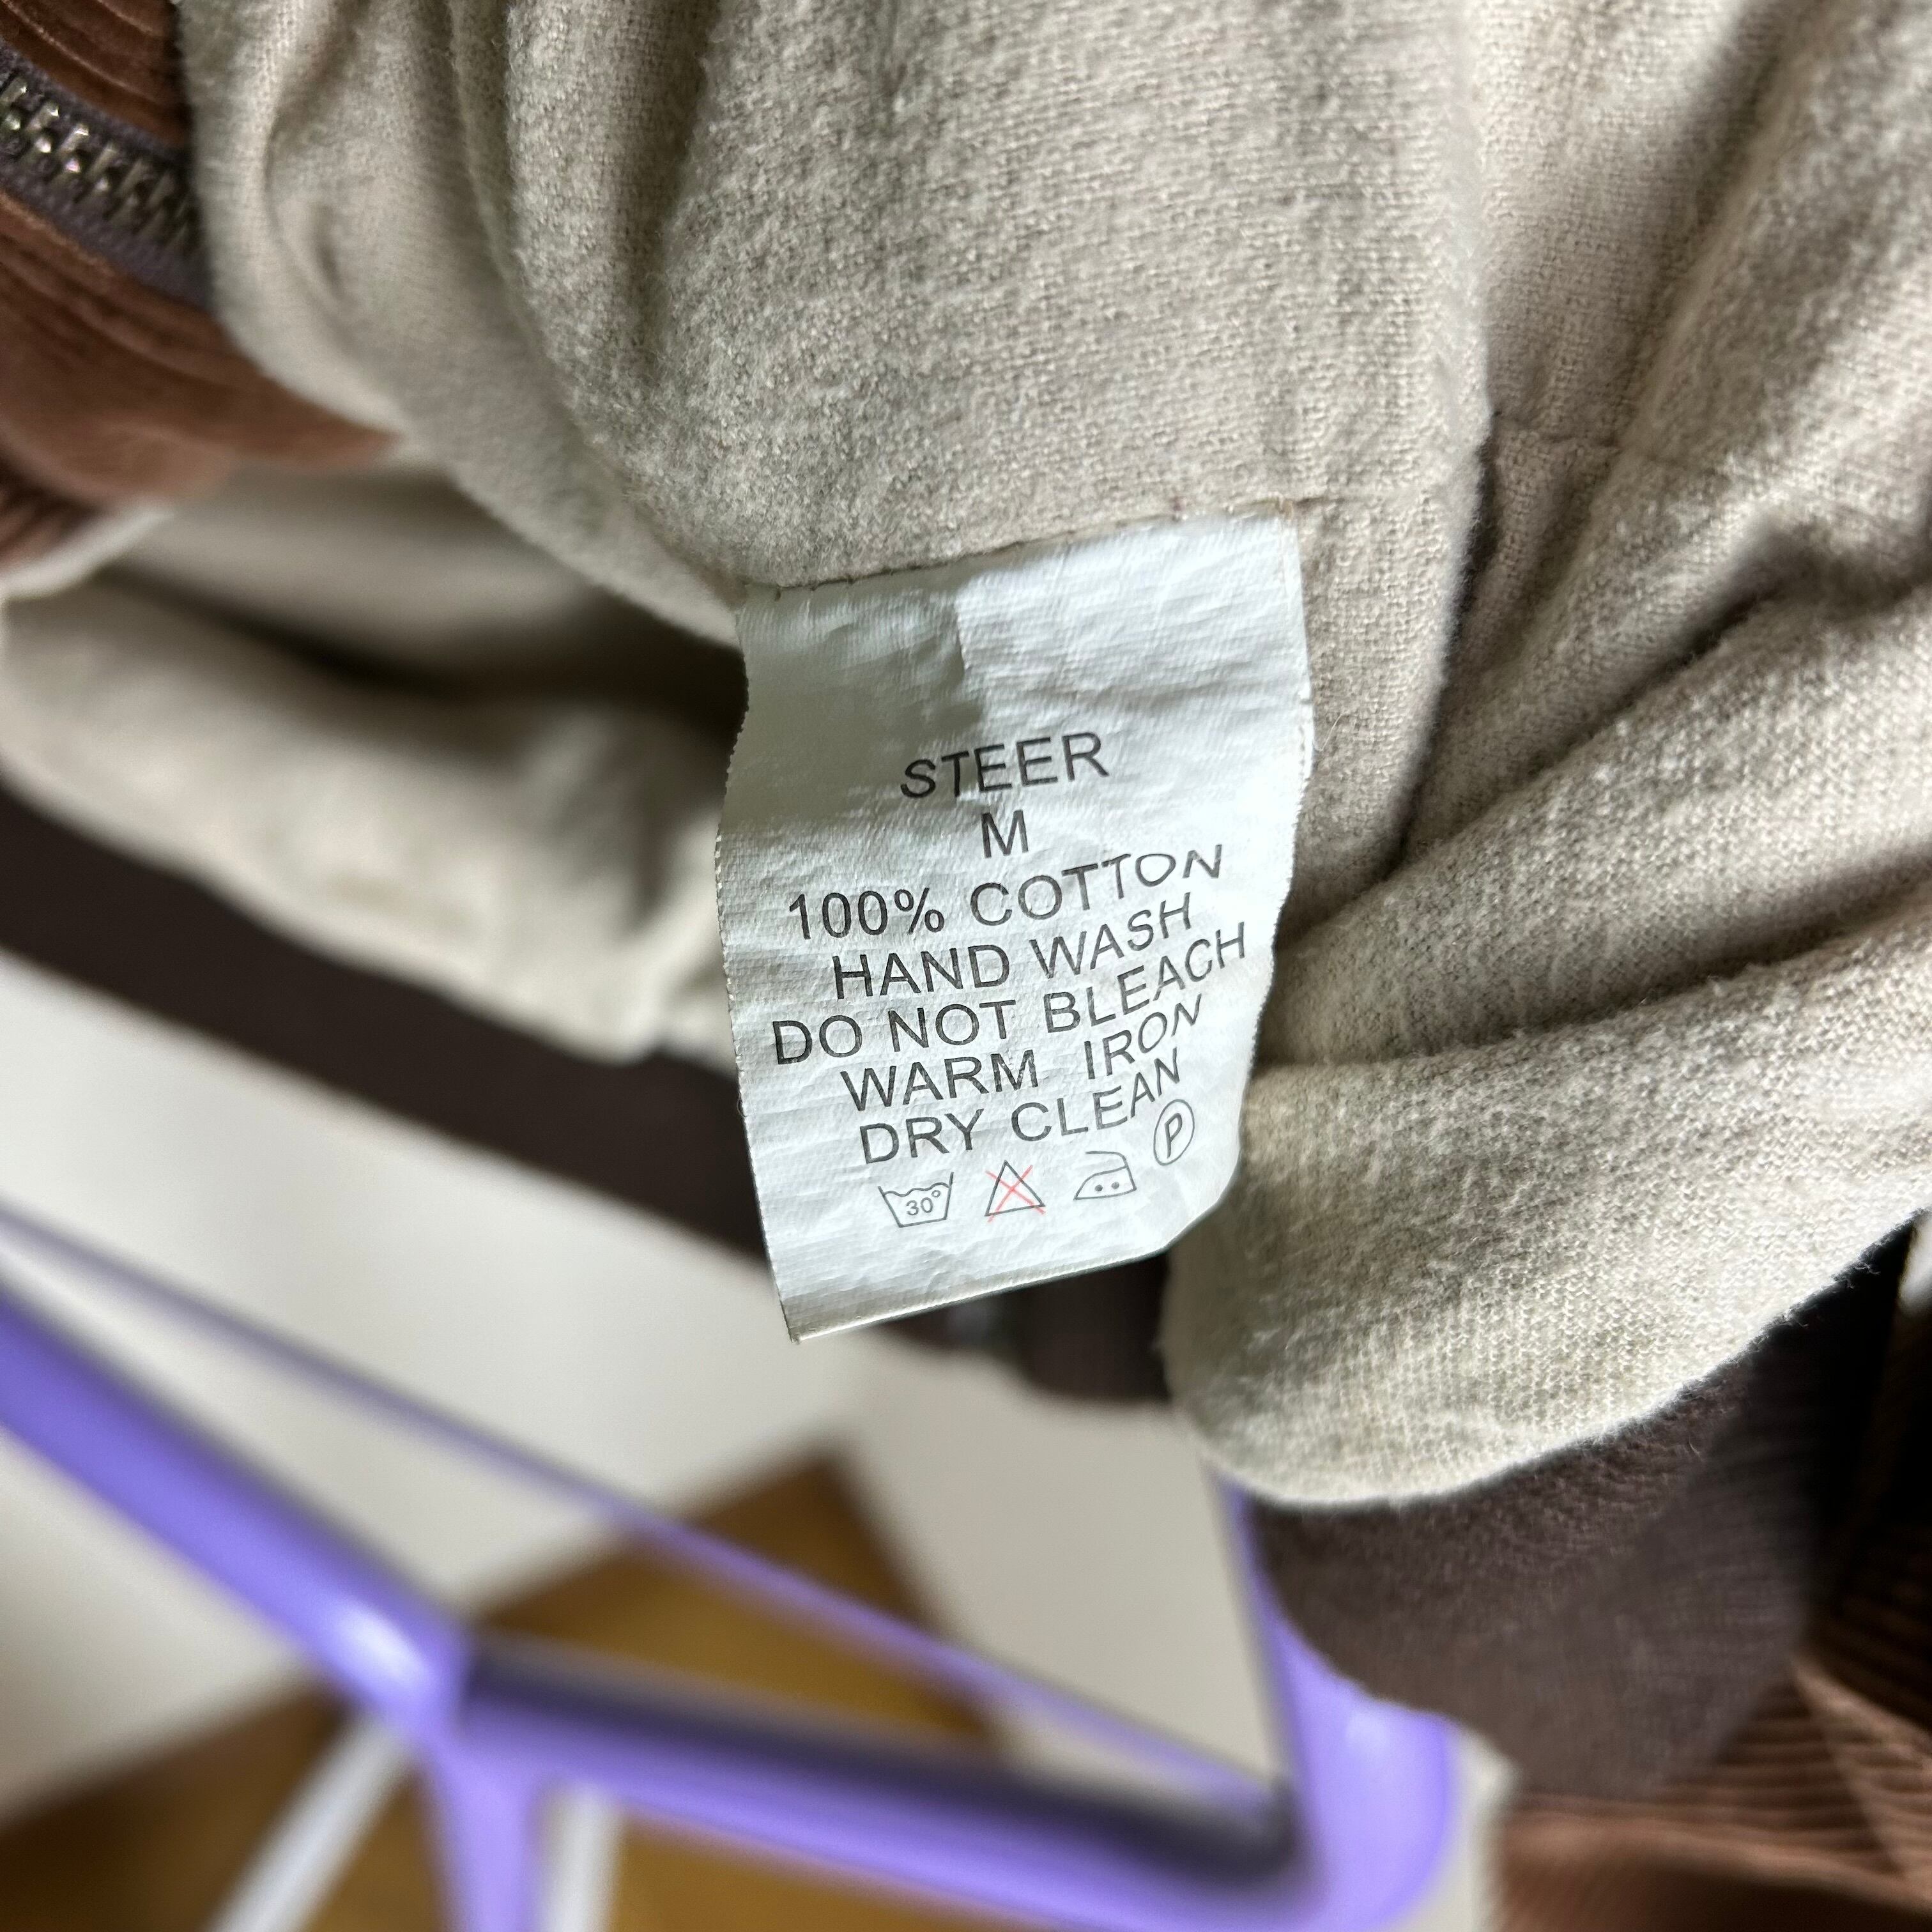 STEER
M
100% COTTON
HAND WASH
DO NOT BLEACH
WARM IRON
DRY CLEAN
30° P